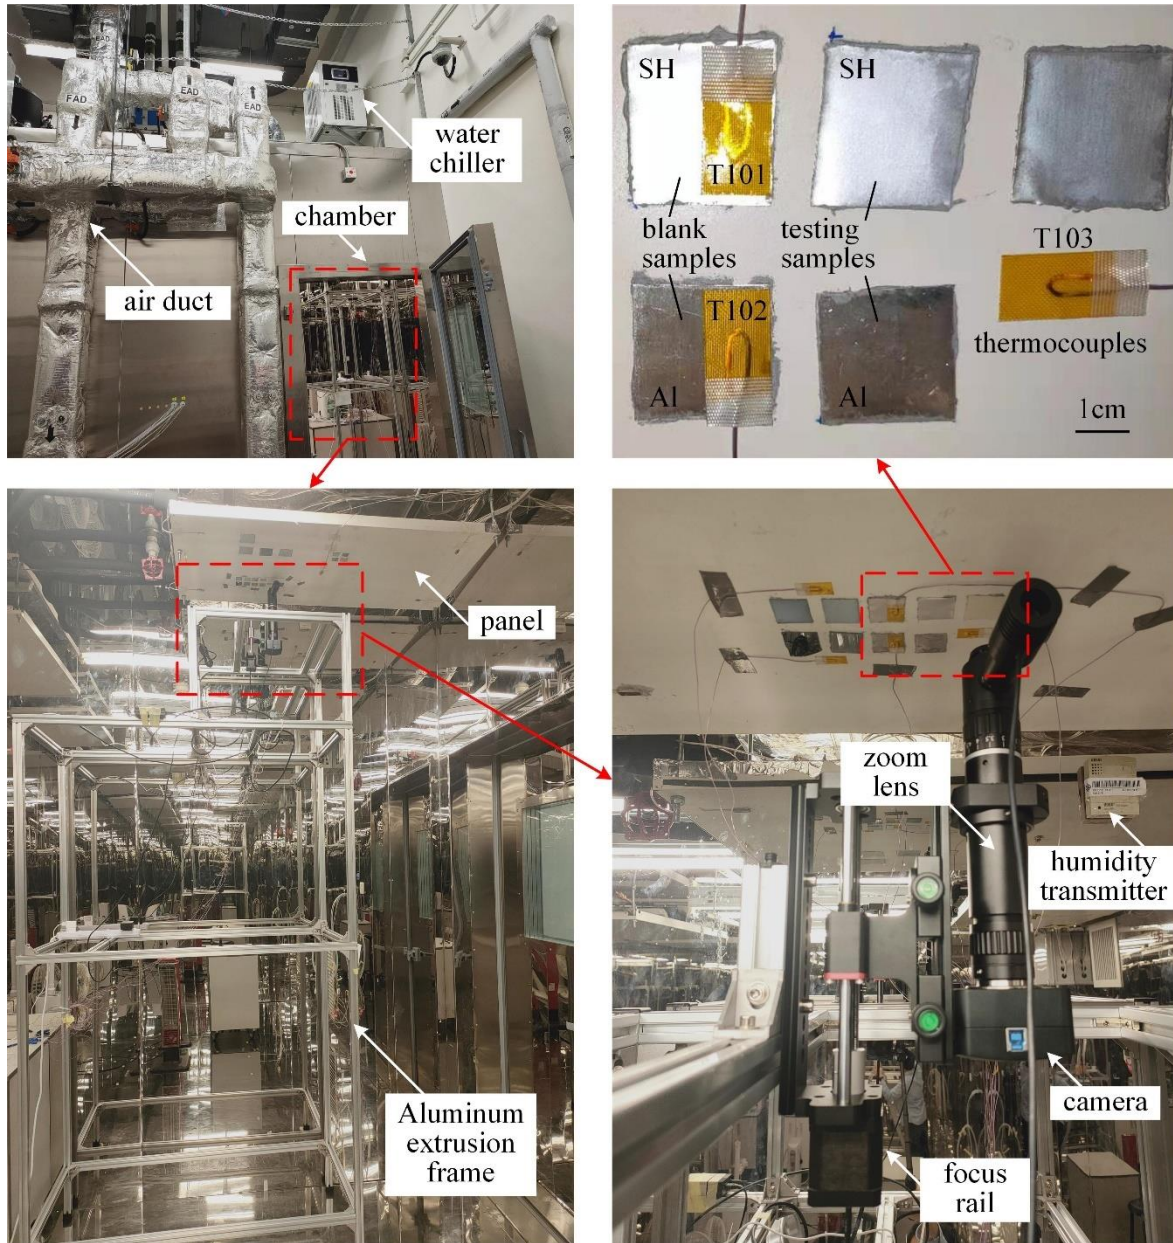 EAD
FAD
EAD
EAD
water
chiller
chamber
air duct
SH
T101
SH
blank
samples
testing
samples
T103
T102
thermocouples
Al
Al
1cm
panel
Aluminum
extrusion
frame
zoom
lens
humidity
transmitter
camera
focus
rail